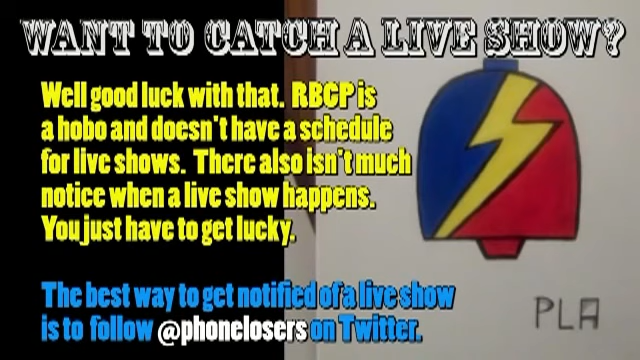 WANT TO CATCH A LIVE SHOW?
Well good luck with that. RBCP is
a hobo and doesn't have a schedule
for live shows. There also isn't much
notice when a live show happens.
You just have to get lucky.
The best way to get notified of a live show
is to follow @phonelosers on Twitter.
PLA